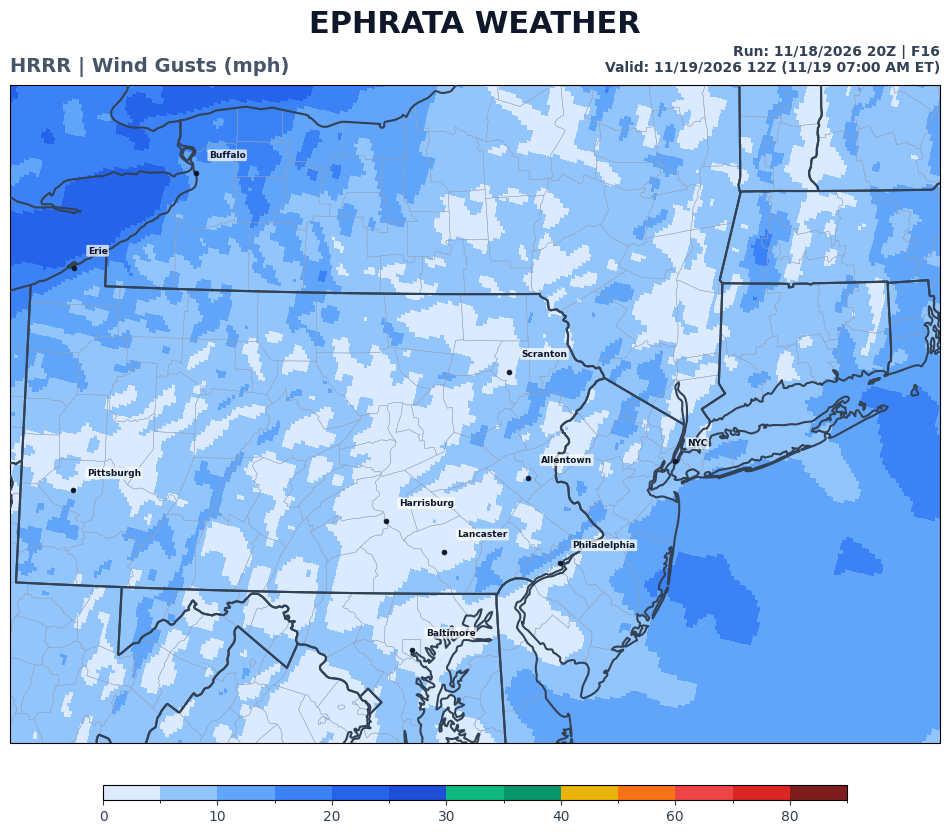 EPHRATA WEATHER
HRRR | Wind Gusts (mph)
Run: 11/18/2026 20Z | F16
Valid: 11/19/2026 12Z (11/19 07:00 AM ET)
Buffalo
Erie
Scranton
NYC
Allentown
Pittsburgh
Harrisburg
Lancaster
Philadelphia
Baltimore
0 10 20 30 40 50 60 70 80